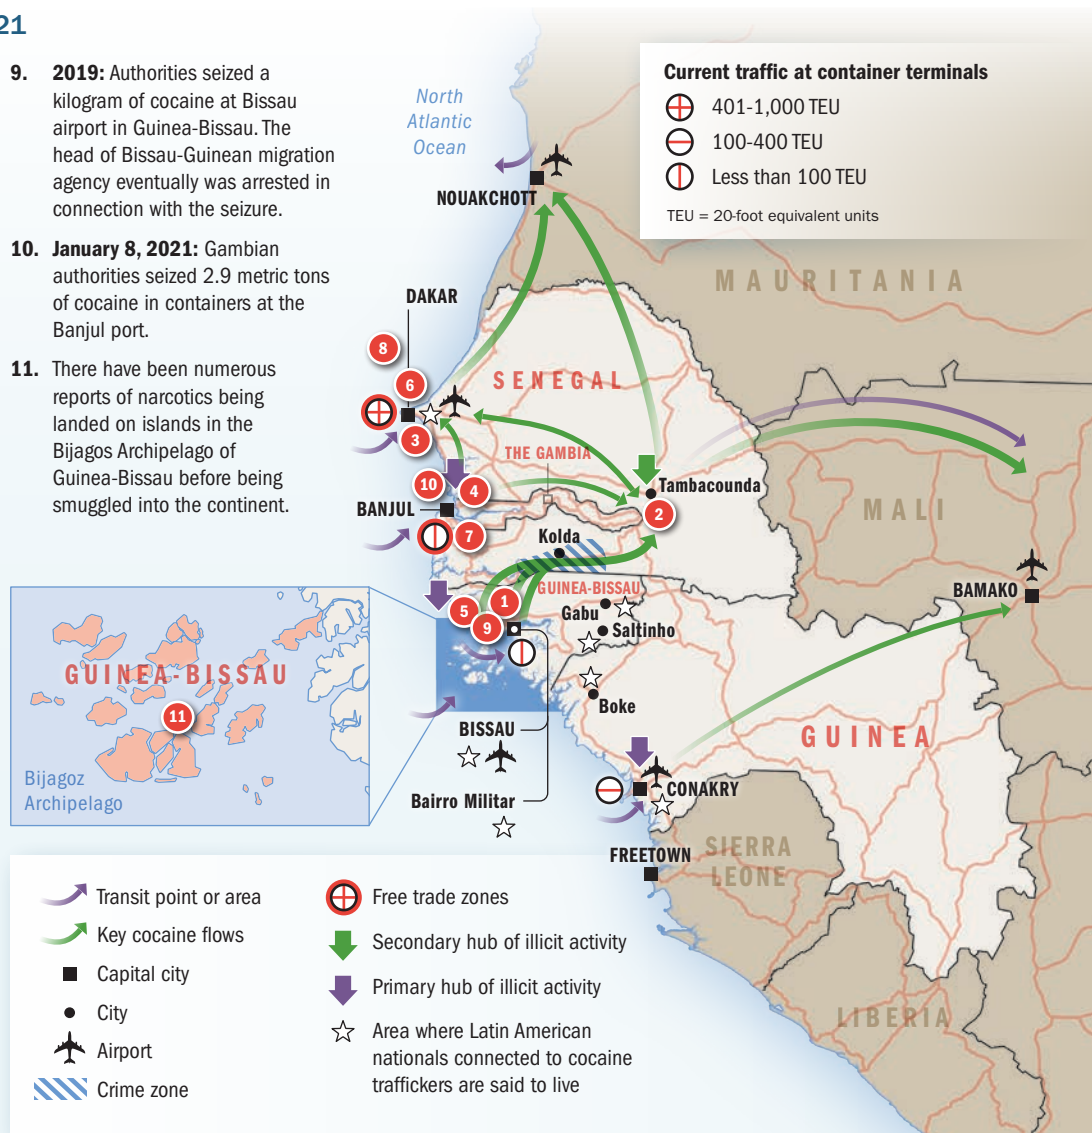 21
9. 2019: Authorities seized a
kilogram of cocaine at Bissau
airport in Guinea-Bissau. The
head of Bissau-Guinean migration
agency eventually was arrested in
connection with the seizure.
10. January 8, 2021: Gambian
authorities seized 2.9 metric tons
of cocaine in containers at the
Banjul port.
11. There have been numerous
reports of narcotics being
landed on islands in the
Bijagos Archipelago of
Guinea-Bissau before being
smuggled into the continent.
North
Atlantic
Ocean
Current traffic at container terminals
401-1,000 TEU
100-400 TEU
Less than 100 TEU
TEU = 20-foot equivalent units
NOUAKCHOTT
MAURITANIA
DAKAR
8
6
SENEGAL
3
THE GAMBIA
10
4
Tambacounda
2
MALI
BANJUL
7
Kolda
GUINEA-BISSAU
BAMAKO
5
1
Gabu
9
Saltinho
GUINEA-BISSAU
11
Boke
BISSAU
GUINEA
Bijagoz
Archipelago
Bairro Militar
CONAKRY
FREETOWN
SIERRA
LEONE
LIBERIA
Transit point or area
Key cocaine flows
Capital city
City
Airport
Crime zone
Free trade zones
Secondary hub of illicit activity
Primary hub of illicit activity
Area where Latin American
nationals connected to cocaine
traffickers are said to live